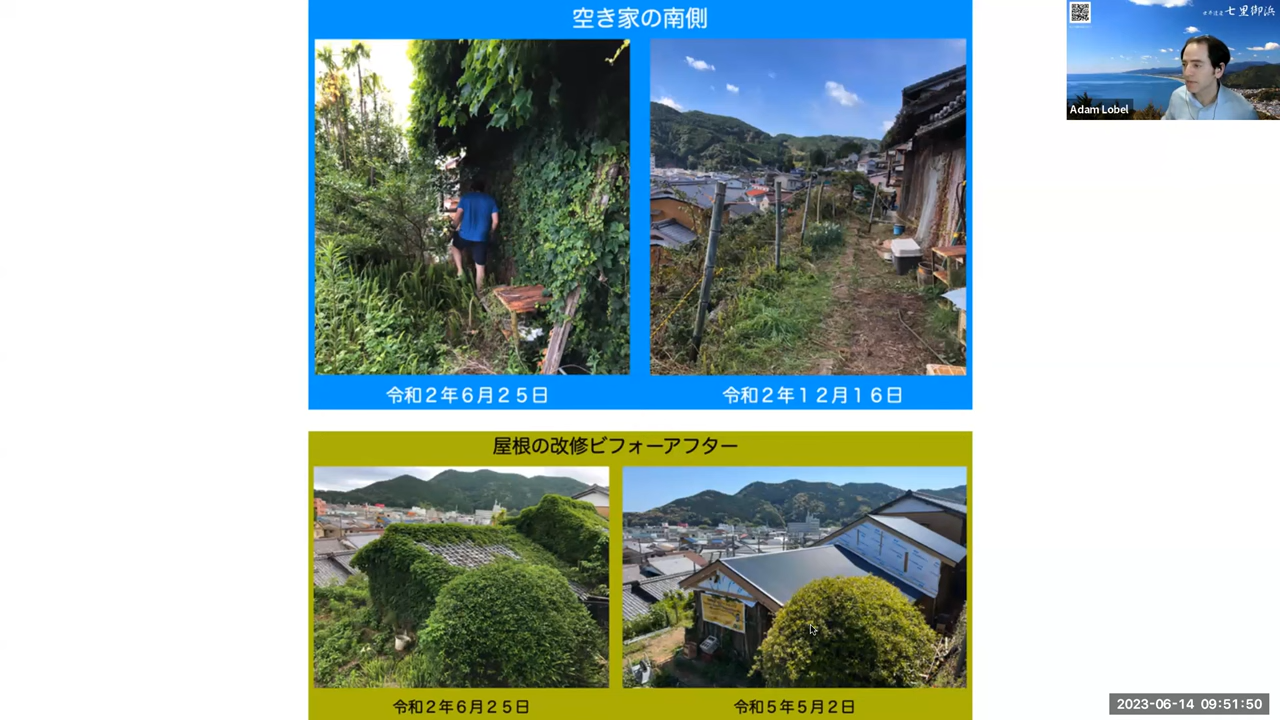 空き家の南側
令和２年６月２５日
令和２年１２月１６日
屋根の改修ビフォーアフター
令和２年６月２５日
令和５年５月２日
七里御浜
Adam Lobel
2023-06-14 09:51:50